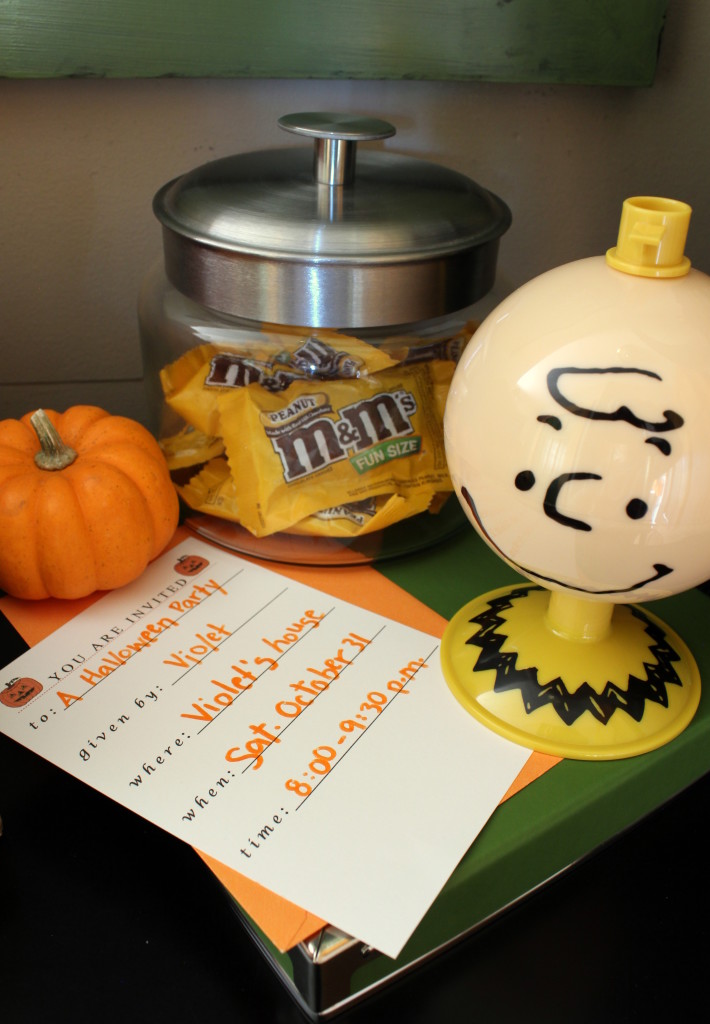 PEANUT
m&m's
FUN SIZE
YOU ARE INVITED
to: A Halloween Party
given by: Violet
where: Violet's house
when: Sat. October 31
time: 8:00-9:30 p.m.